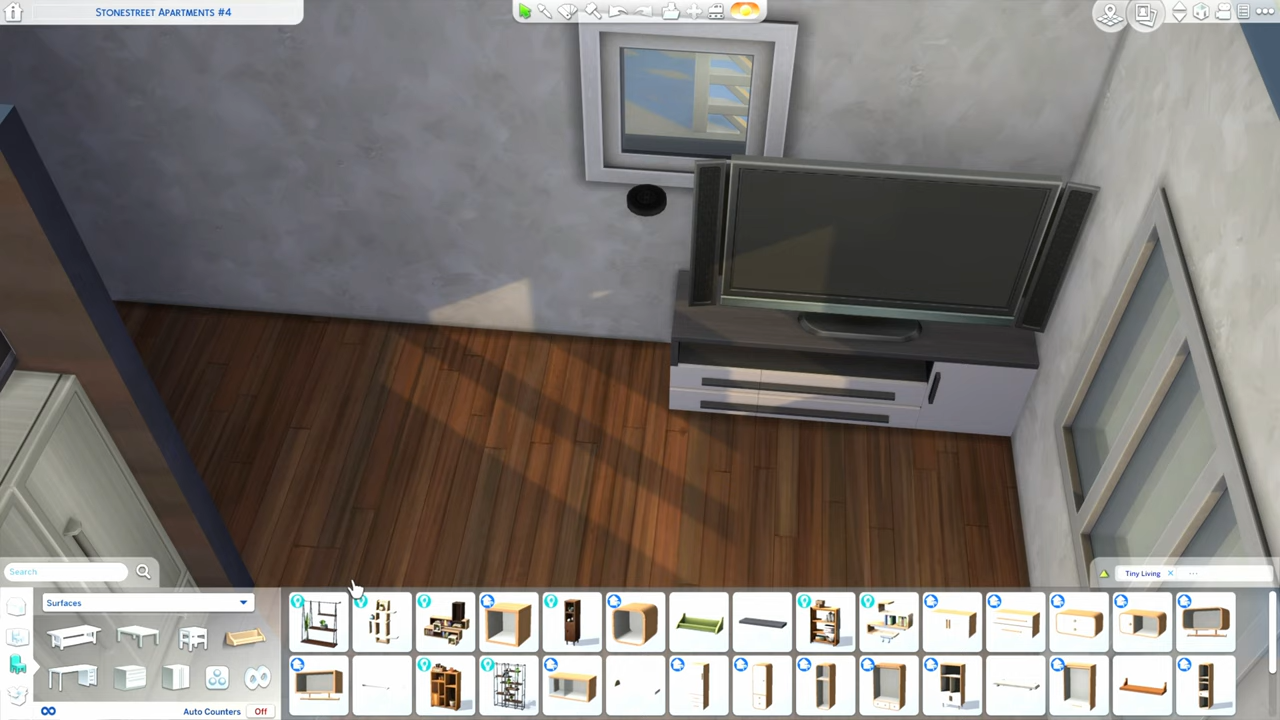 Stonestreet Apartments #4
Search
Tiny Living ×
Surfaces
Auto Counters Off